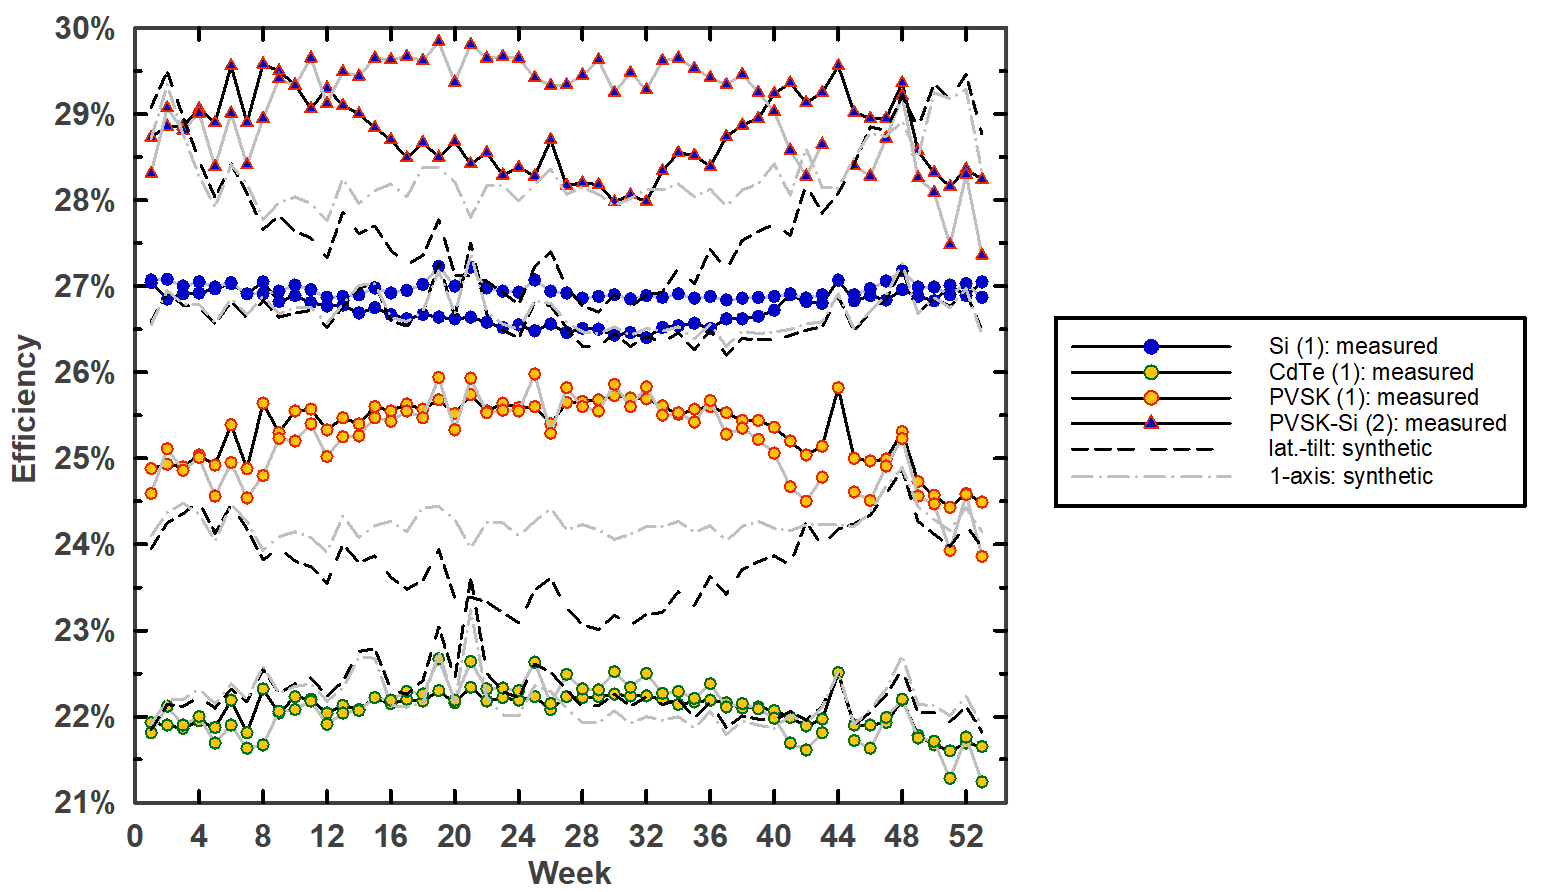 30%
29%
28%
27%
26%
25%
24%
23%
22%
21%
Efficiency
0 4 8 12 16 20 24 28 32 36 40 44 48 52
Week
Si (1): measured
CdTe (1): measured
PVSK (1): measured
PVSK-Si (2): measured
lat.-tilt: synthetic
1-axis: synthetic